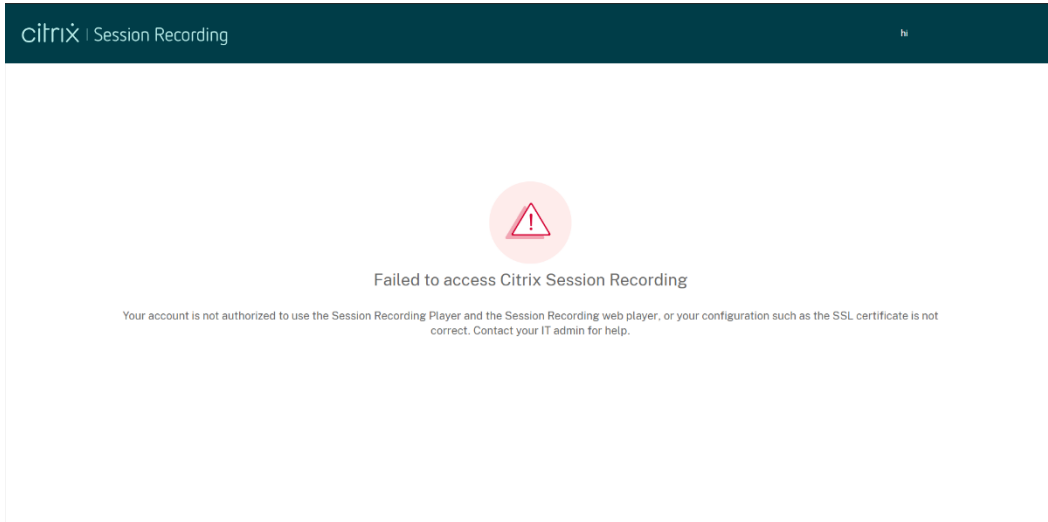 citrix | Session Recording
hi
Failed to access Citrix Session Recording
Your account is not authorized to use the Session Recording Player and the Session Recording web player, or your configuration such as the SSL certificate is not
correct. Contact your IT admin for help.